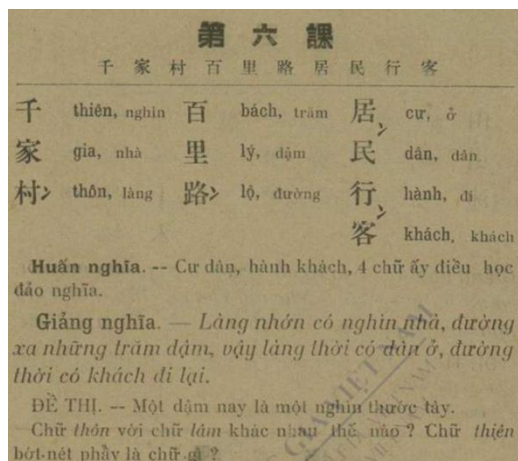 第六課
千家村百里路居民行客
千 thiên, nghìn 百 bách, trăm 居 cư, ở
家 gia, nhà 里 lý, dặm 民 dân, dân
村 thôn, làng 路 lộ, đường 行 hành, đi
客 khách, khách
Huấn nghĩa. -- Cư dân, hành khách, 4 chữ ấy điều học
đảo nghĩa.
Giảng nghĩa. — Làng nhớn có nghìn nhà, đường
xa những trăm dặm, vậy làng thời có dân ở, đường
thời có khách đi lại.
ĐỀ THỊ. -- Một dặm nay là một nghìn thước tây.
Chữ thôn với chữ lâm khác nhau thế nào ? Chữ thiện
bớt nét phẩy là chữ gì ?
VIỆT NAM